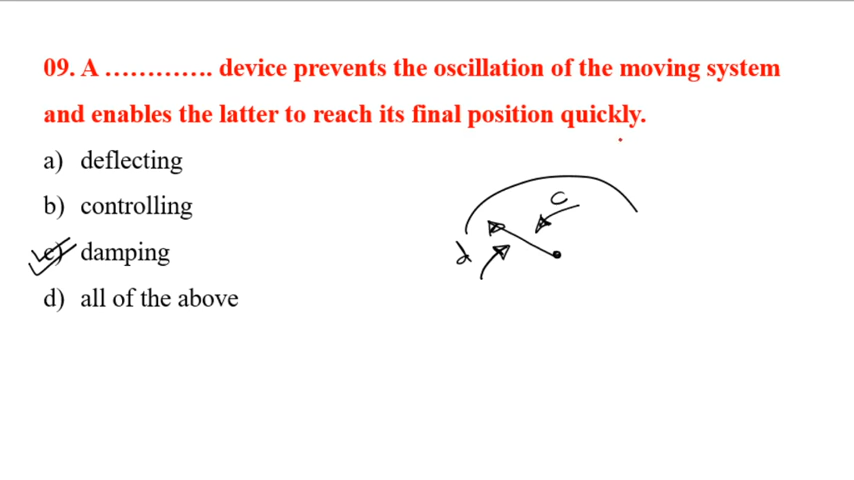 09. A ............. device prevents the oscillation of the moving system
and enables the latter to reach its final position quickly.
a) deflecting
b) controlling
c) damping
d) all of the above
C
d